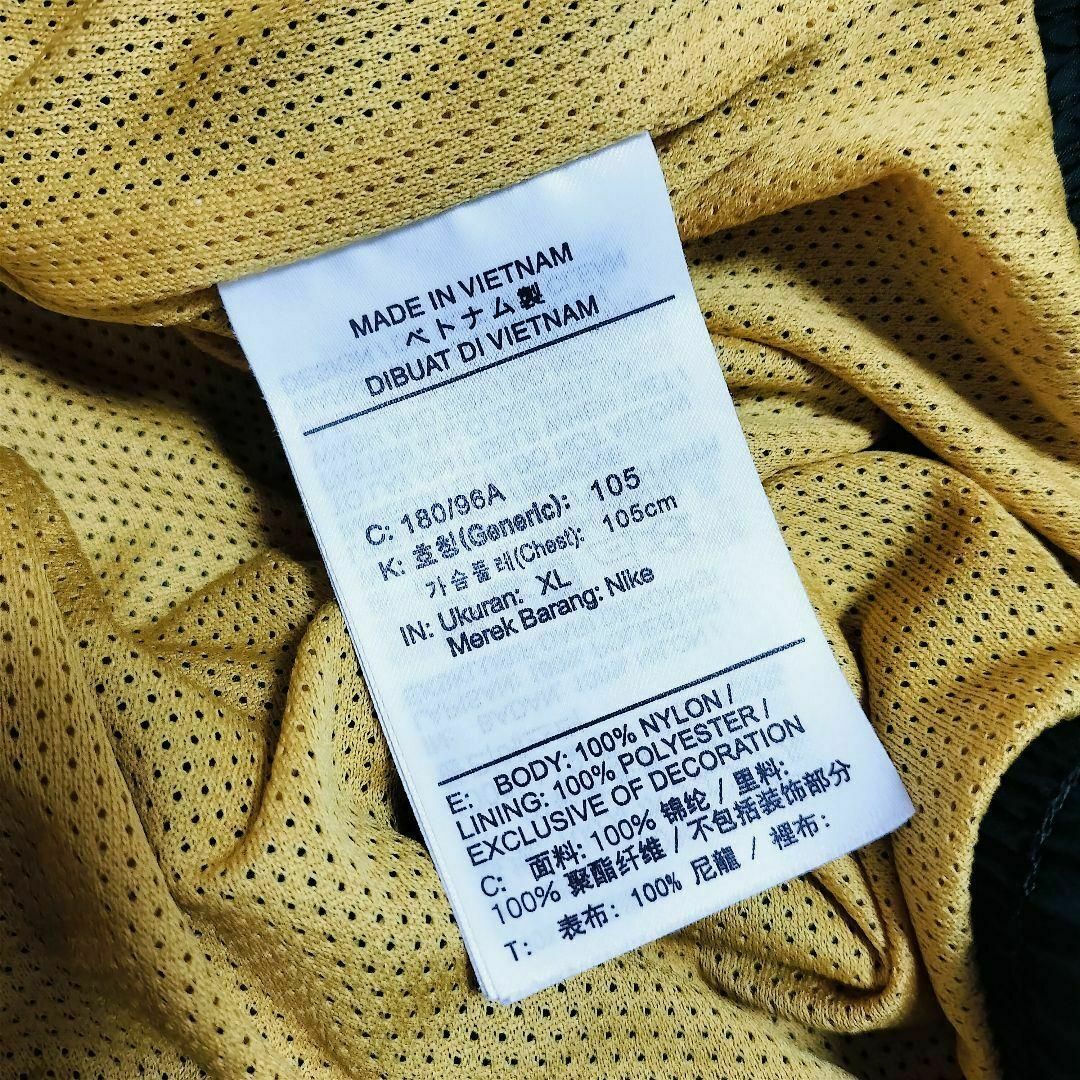 MADE IN VIETNAM
ベトナム製
DIBUAT DI VIETNAM
C: 180/96A
K: 호칭(Generic): 105
가슴둘레(Chest): 105cm
IN: Ukuran: XL
Merek Barang: Nike
E: BODY: 100% NYLON /
LINING: 100% POLYESTER /
EXCLUSIVE OF DECORATION
C: 面料: 100% 锦纶 / 里料:
100% 聚酯纤维 / 不包括装饰部分
T: 表布: 100% 尼龍 / 裡布: